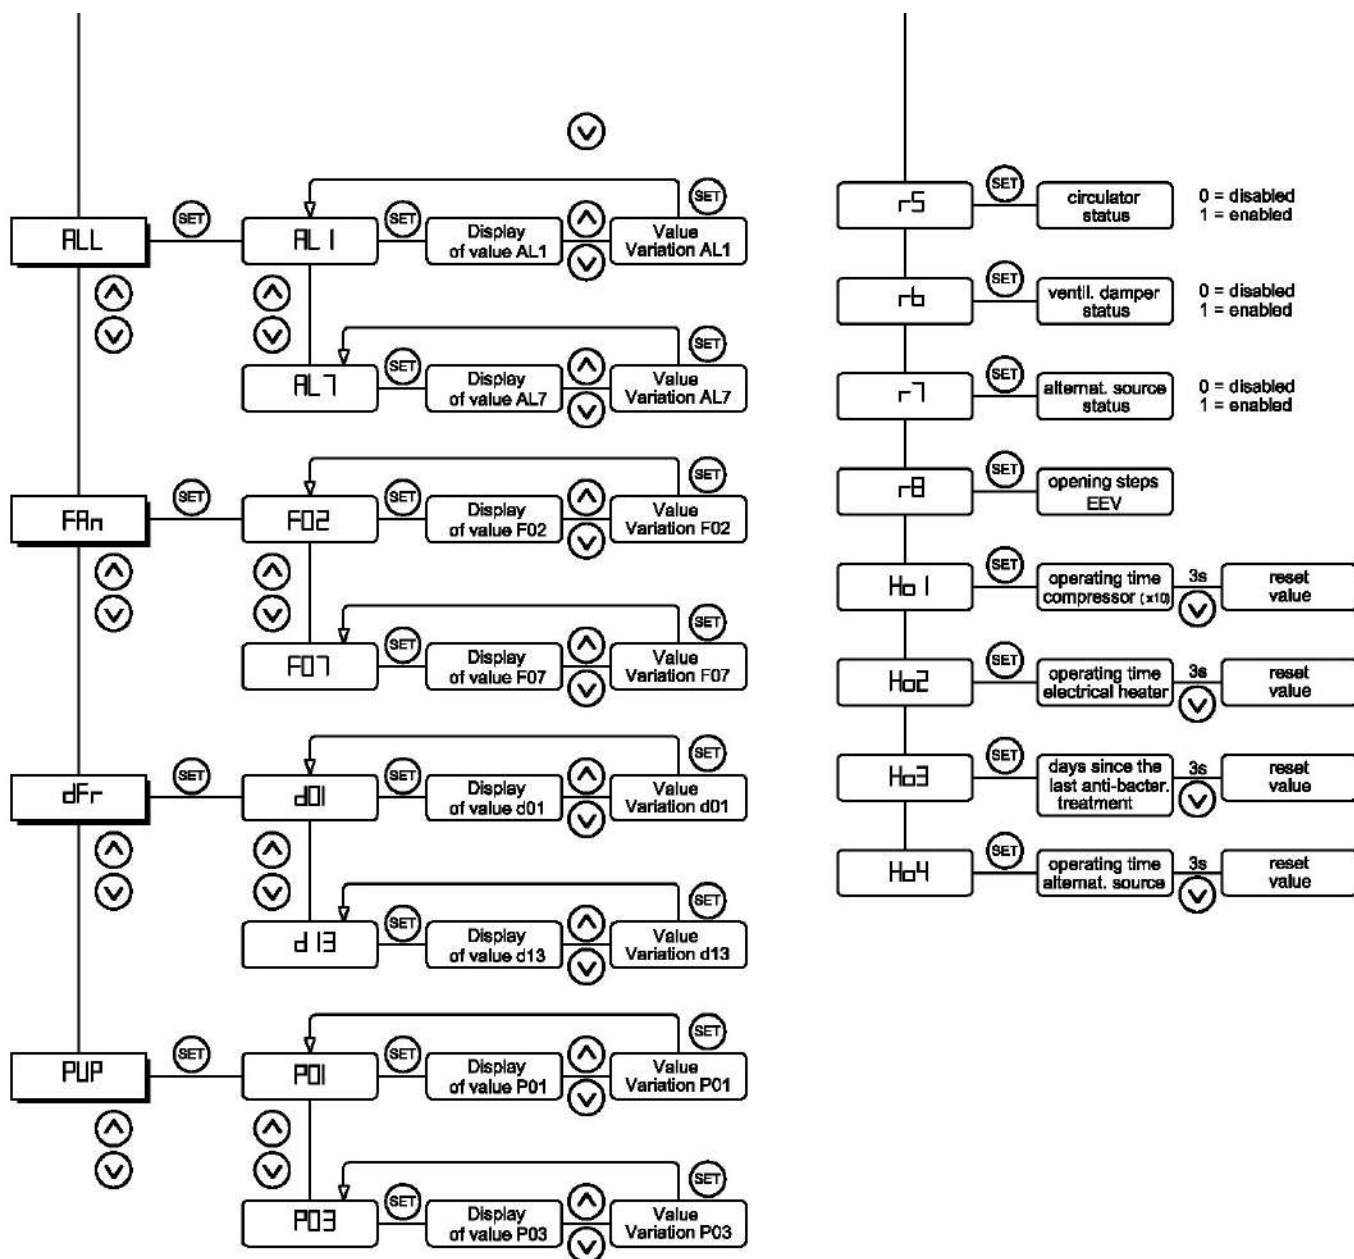 SET
ALL
SET
AL1
SET
Display
of value AL1
Value
Variation AL1
SET
AL7
SET
Display
of value AL7
Value
Variation AL7
SET
FAn
SET
F02
SET
Display
of value F02
Value
Variation F02
SET
F07
SET
Display
of value F07
Value
Variation F07
SET
dFr
SET
d01
SET
Display
of value d01
Value
Variation d01
SET
d13
SET
Display
of value d13
Value
Variation d13
SET
PUP
SET
P01
SET
Display
of value P01
Value
Variation P01
SET
P03
SET
Display
of value P03
Value
Variation P03
r5
SET
circulator
status
0 = disabled
1 = enabled
r6
SET
ventil. damper
status
0 = disabled
1 = enabled
r7
SET
alternat. source
status
0 = disabled
1 = enabled
r8
SET
opening steps
EEV
Ho1
SET
operating time
compressor (x10)
3s
reset
value
Ho2
SET
operating time
electrical heater
3s
reset
value
Ho3
SET
days since the
last anti-bacter.
treatment
3s
reset
value
Ho4
SET
operating time
alternat. source
3s
reset
value